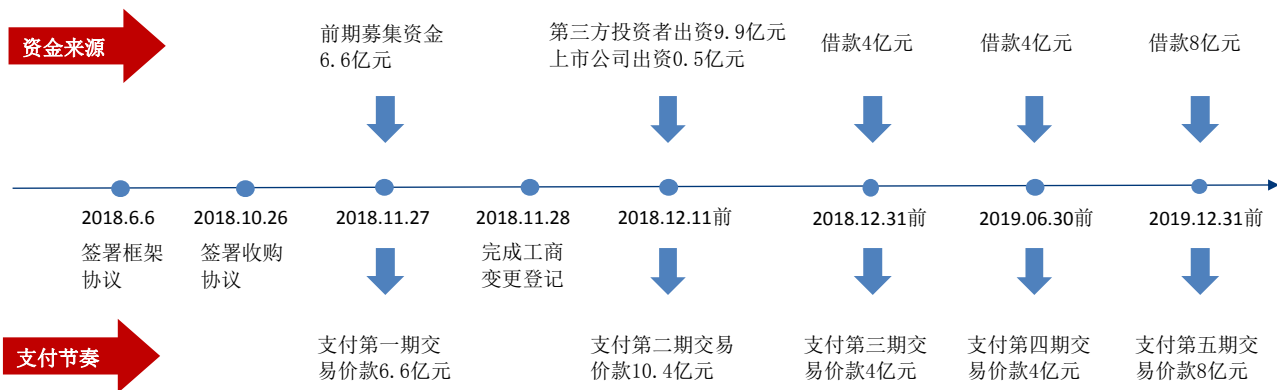 资金来源
前期募集资金
6.6亿元
第三方投资者出资9.9亿元
上市公司出资0.5亿元
借款4亿元
借款4亿元
借款8亿元
2018.6.6
签署框架
协议
2018.10.26
签署收购
协议
2018.11.27
2018.11.28
完成工商
变更登记
2018.12.11前
2018.12.31前
2019.06.30前
2019.12.31前
支付节奏
支付第一期交
易价款6.6亿元
支付第二期交易
价款10.4亿元
支付第三期交
易价款4亿元
支付第四期交
易价款4亿元
支付第五期交
易价款8亿元